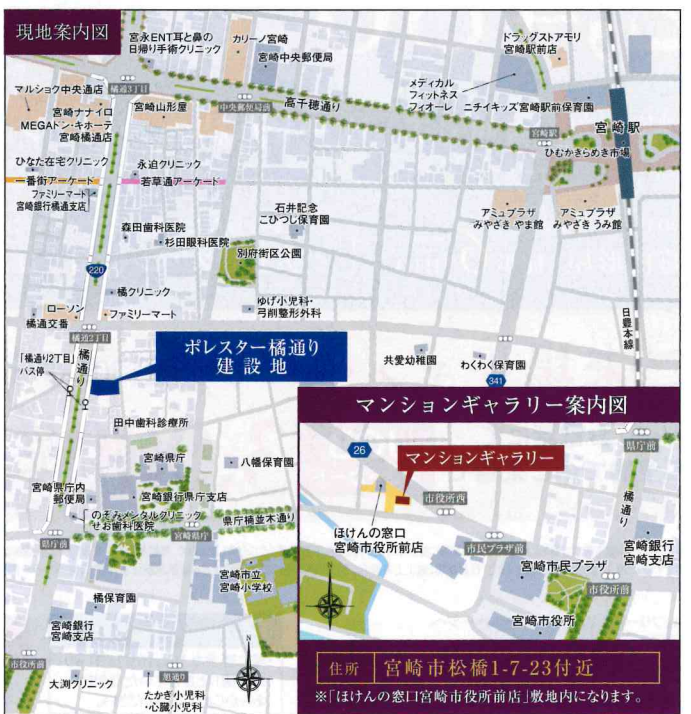 現地案内図
宮永ENT耳と鼻の
日帰り手術クリニック
カリーノ宮崎
宮崎中央郵便局
ドラッグストアモリ
宮崎駅前店
メディカル
フィットネス
フィオーレ
ニチイキッズ宮崎駅前保育園
マルショク中央通店
橘通3丁目
宮崎ナナイロ
宮崎山形屋
MEGAドン・キホーテ
宮崎橘通店
中央郵便局前
高千穂通り
宮崎駅
宮崎駅
ひむかきらめき市場
ひなた在宅クリニック
永迫クリニック
一番街アーケード
若草通アーケード
ファミリーマート
宮崎銀行橘通支店
石井記念
こひつじ保育園
アミュプラザ
みやざき やま館
アミュプラザ
みやざき うみ館
森田歯科医院
杉田眼科医院
別府街区公園
220
橘クリニック
ゆげ小児科・
弓削整形外科
ローソン
ファミリーマート
橘通交番
橘通2丁目
日豊本線
ポレスター橘通り
建設地
「橘通り2丁目」
バス停
橘通り
共愛幼稚園
わくわく保育園
341
田中歯科診療所
宮崎県庁
八幡保育園
宮崎県庁内
郵便局
宮崎銀行県庁支店
のぞみメンタルクリニック
せお歯科医院
県庁楠並木通り
県庁前
宮崎県庁
宮崎市立
宮崎小学校
橘保育園
宮崎銀行
宮崎支店
市役所前
旭通り
大渕クリニック
たかぎ小児科
・心臓小児科
N
マンションギャラリー案内図
26
マンションギャラリー
県庁前
市役所西
橘通り
ほけんの窓口
宮崎市役所前店
市民プラザ前
宮崎市民プラザ
宮崎銀行
宮崎支店
市役所前
宮崎市役所
N
住所 宮崎市松橋1-7-23付近
※「ほけんの窓口宮崎市役所前店」敷地内になります。